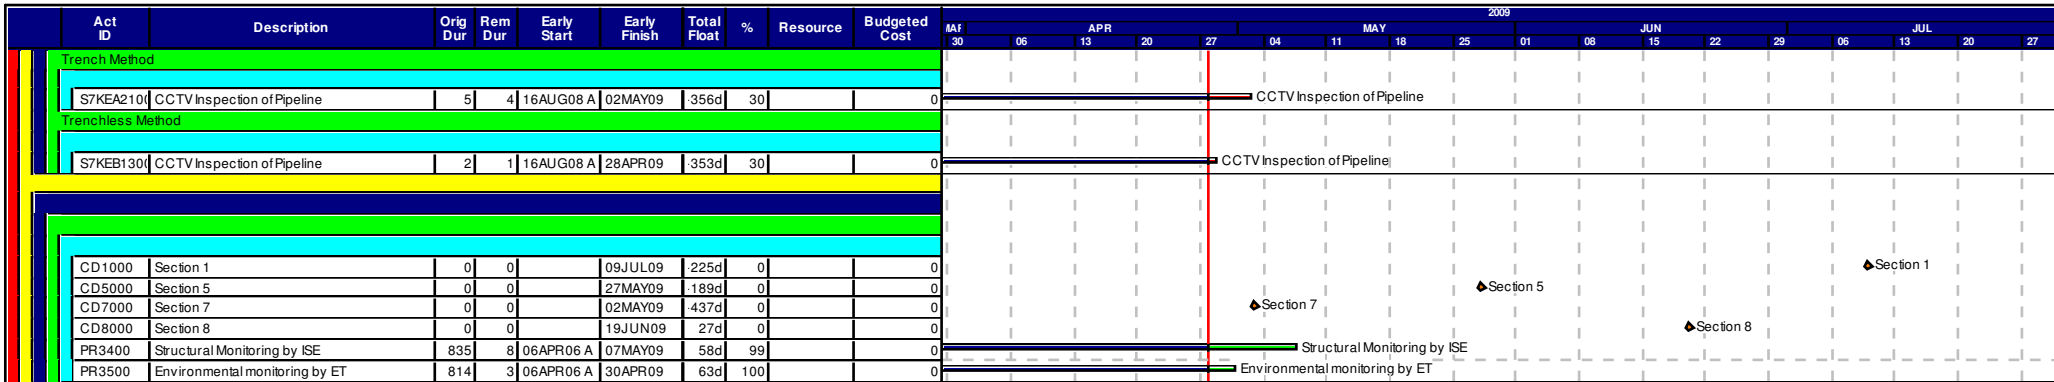 Act ID Description Orig Dur Rem Dur Early Start Early Finish Total Float % Resource Budgeted Cost
2009
MAR APR MAY JUN JUL
30 06 13 20 27 04 11 18 25 01 08 15 22 29 06 13 20 27
Trench Method
S7KEA2100 CCTV Inspection of Pipeline 5 4 16AUG08 A 02MAY09 -356d 30 0 CCTV Inspection of Pipeline
Trenchless Method
S7KEB1300 CCTV Inspection of Pipeline 2 1 16AUG08 A 28APR09 -353d 30 0 CCTV Inspection of Pipeline
CD1000 Section 1 0 0 09JUL09 -225d 0 0 Section 1
CD5000 Section 5 0 0 27MAY09 -189d 0 0 Section 5
CD7000 Section 7 0 0 02MAY09 -437d 0 0 Section 7
CD8000 Section 8 0 0 19JUN09 27d 0 0 Section 8
PR3400 Structural Monitoring by ISE 835 8 06APR06 A 07MAY09 58d 99 0 Structural Monitoring by ISE
PR3500 Environmental monitoring by ET 814 3 06APR06 A 30APR09 63d 100 0 Environmental monitoring by ET